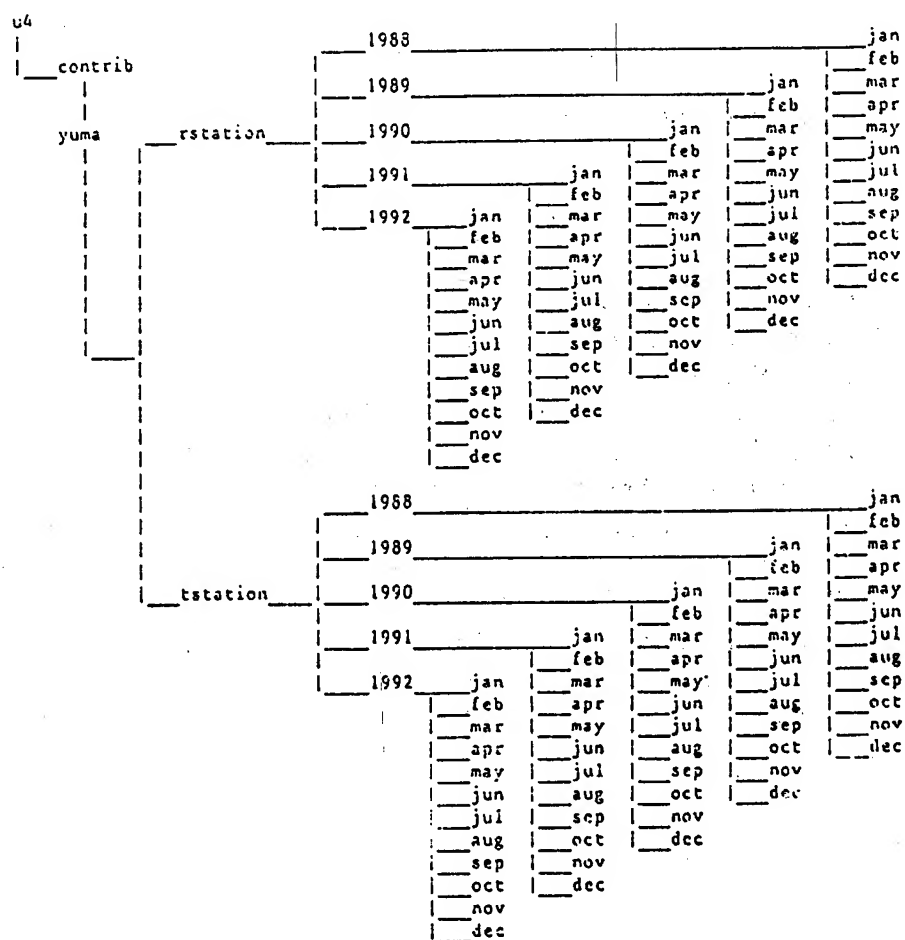 u4
1988 jan
feb
contrib
1989 jan mar
feb apr
yuma rstation 1990 jan mar may
feb apr jun
1991 jan mar may jul
feb apr jun aug
1992 jan mar may jul sep
feb apr jun aug oct
mar may jul sep nov
apr jun aug oct dec
may jul sep nov
jun aug oct dec
jul sep nov
aug oct dec
sep nov
oct dec
nov
dec
1988 jan
feb
1989 jan mar
feb apr
1990 jan mar may
tstation feb apr jun
1991 jan mar may jul
feb apr jun aug
1992 jan mar may jul sep
feb apr jun aug oct
mar may jul sep nov
apr jun aug oct dec
may jul sep nov
jun aug oct dec
jul sep nov
aug oct dec
sep nov
oct dec
nov
dec